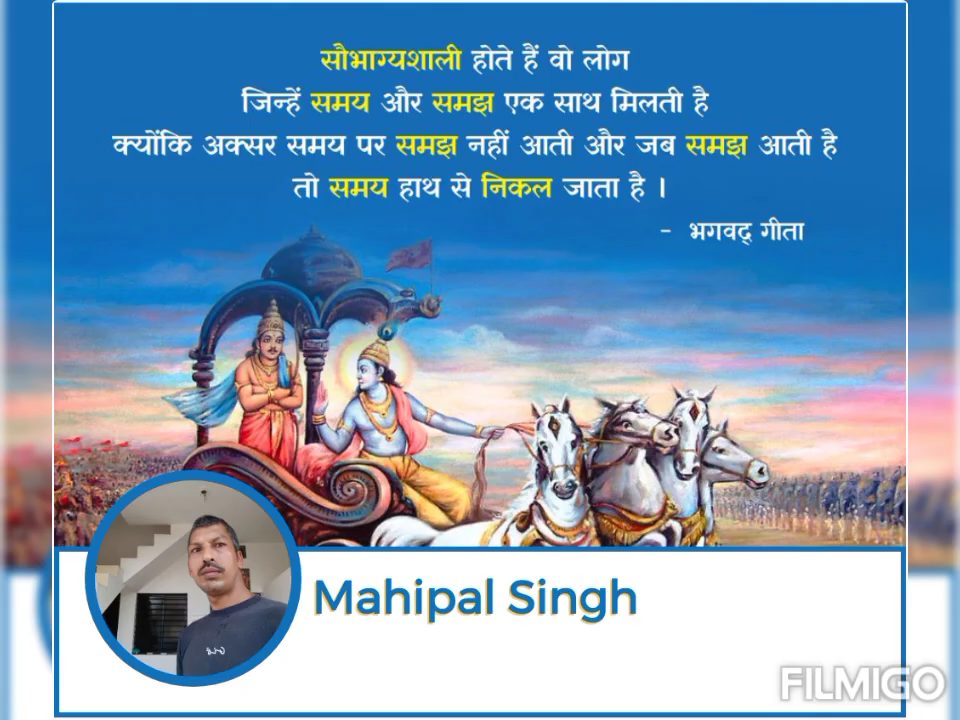 सौभाग्यशाली होते हैं वो लोग
जिन्हें समय और समझ एक साथ मिलती है
क्योंकि अक्सर समय पर समझ नहीं आती और जब समझ आती है
तो समय हाथ से निकल जाता है ।
- भगवद् गीता
Mahipal Singh
FILMIGO